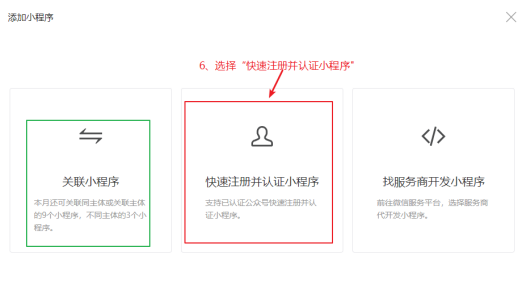 添加小程序
6、选择“快速注册并认证小程序”
关联小程序
本月还可关联同主体或关联主体
的9个小程序，不同主体的3个小
程序。
快速注册并认证小程序
支持已认证公众号快速注册并认
证小程序。
找服务商开发小程序
前往微信服务平台，选择服务商
代开发小程序。